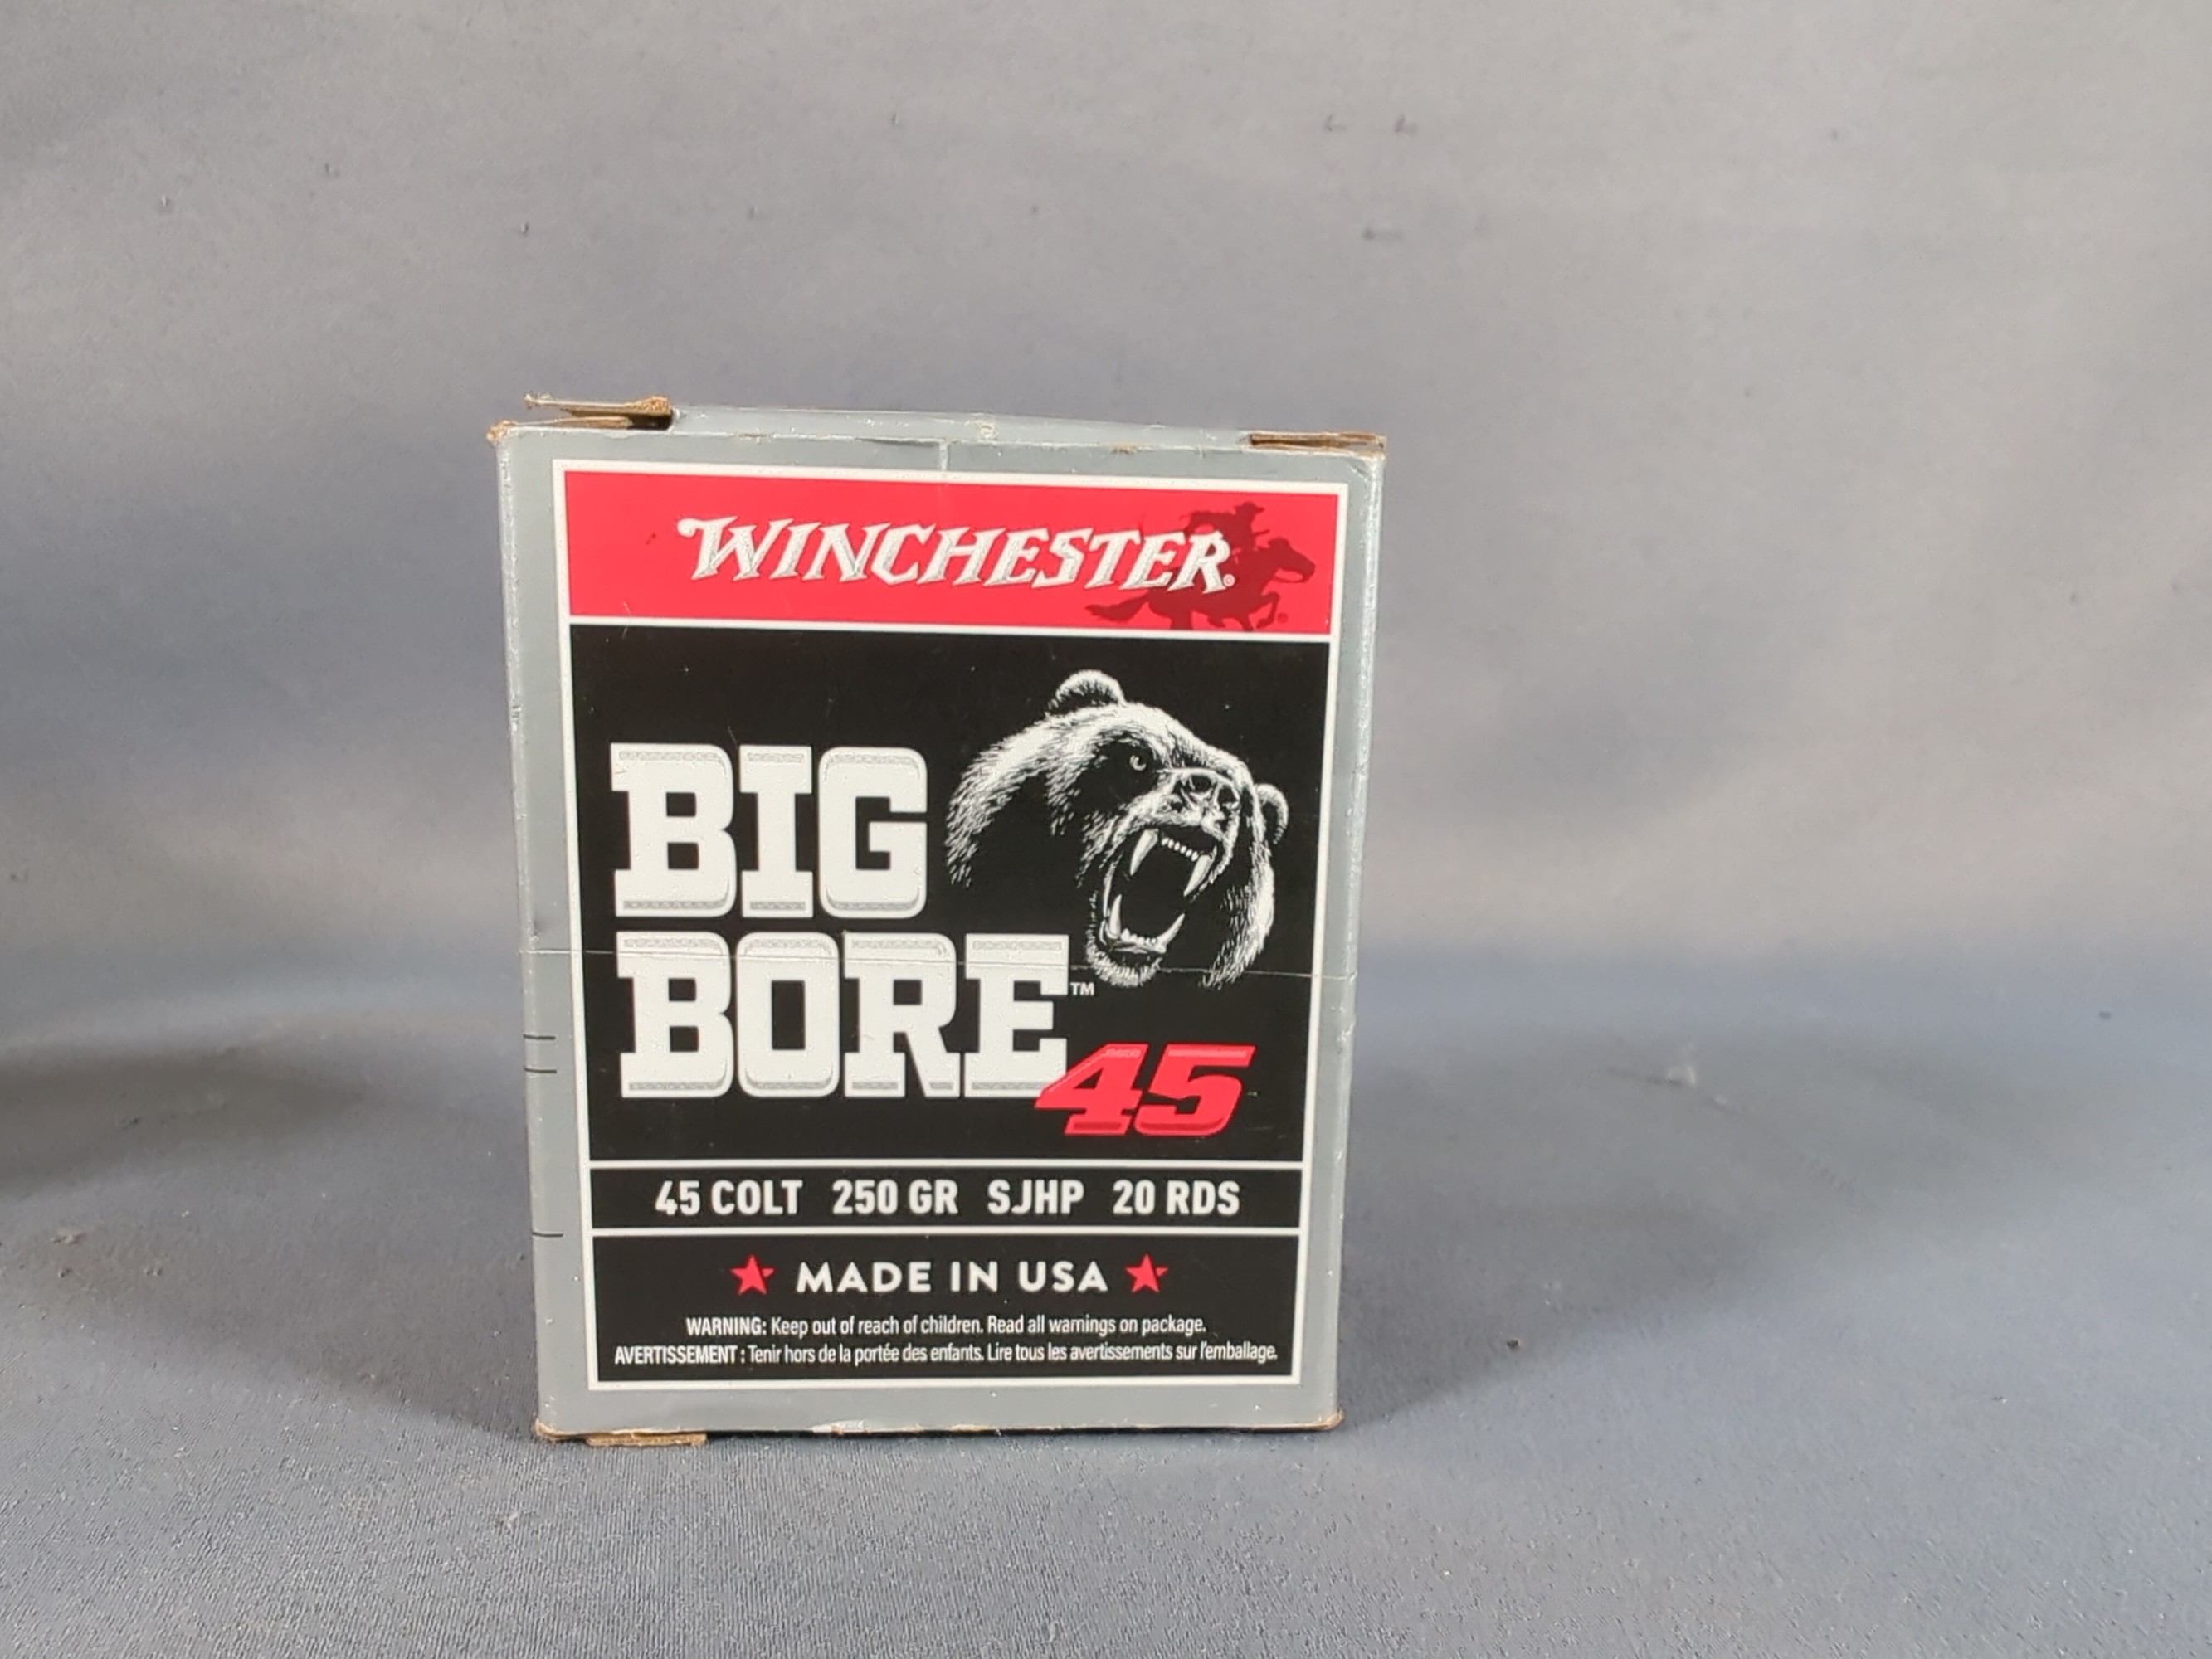 WINCHESTER®
BIG
BORE™
45
45 COLT 250 GR SJHP 20 RDS
★ MADE IN USA ★
WARNING: Keep out of reach of children. Read all warnings on package.
AVERTISSEMENT : Tenir hors de la portée des enfants. Lire tous les avertissements sur l'emballage.